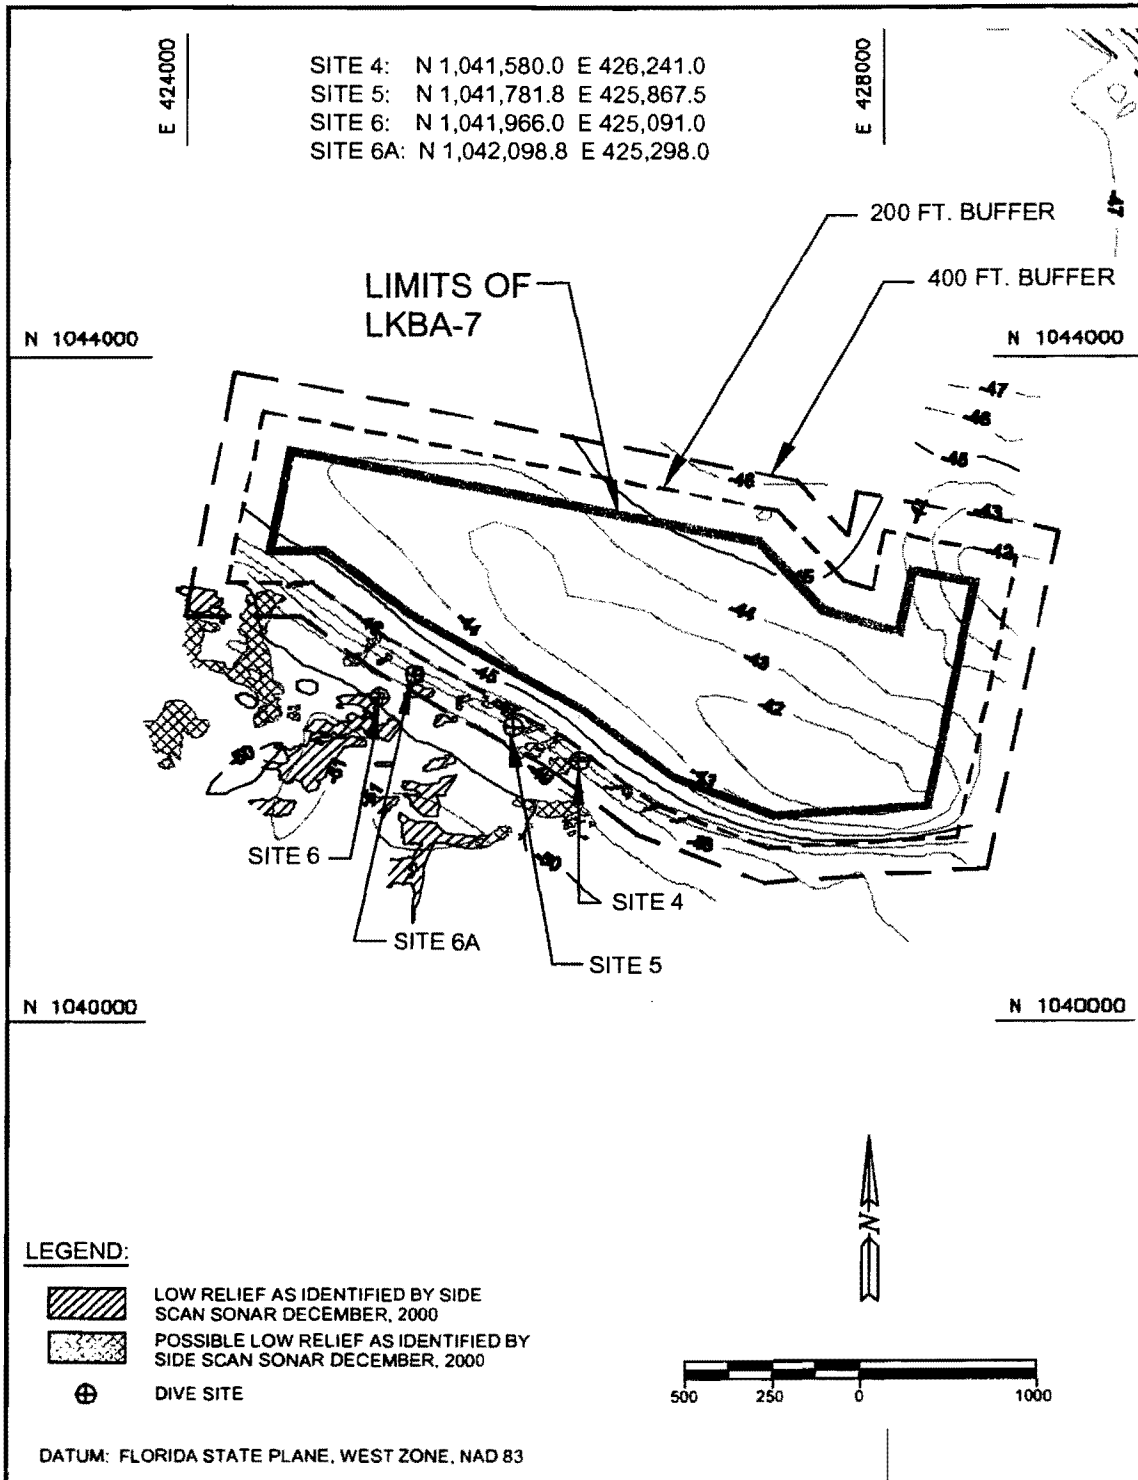 E 424000
E 428000
SITE 4: N 1,041,580.0 E 426,241.0
SITE 5: N 1,041,781.8 E 425,867.5
SITE 6: N 1,041,966.0 E 425,091.0
SITE 6A: N 1,042,098.8 E 425,298.0
-47
200 FT. BUFFER
400 FT. BUFFER
LIMITS OF
LKBA-7
N 1044000
N 1044000
-47
-46
-45
-46
-43
-42
-45
-44
-44
-43
-45
-42
-47
-50
-51
SITE 6
SITE 4
SITE 6A
SITE 5
N 1040000
N 1040000
N
LEGEND:
LOW RELIEF AS IDENTIFIED BY SIDE
SCAN SONAR DECEMBER, 2000
POSSIBLE LOW RELIEF AS IDENTIFIED BY
SIDE SCAN SONAR DECEMBER, 2000
DIVE SITE
500 250 0 1000
DATUM: FLORIDA STATE PLANE, WEST ZONE, NAD 83